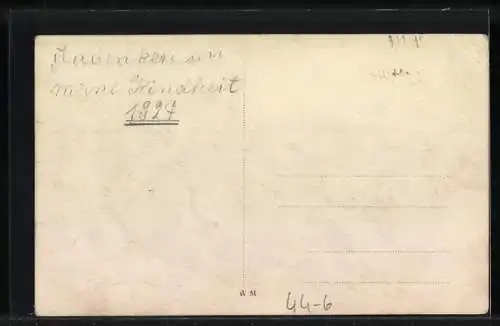 Andenken an
meine Kindheit
1927
W M
44-6